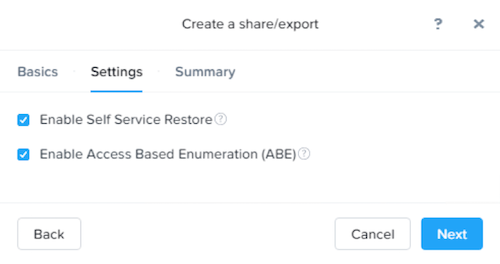 Create a share/export ? ×
Basics Settings Summary
Enable Self Service Restore ?
Enable Access Based Enumeration (ABE) ?
Back Cancel Next